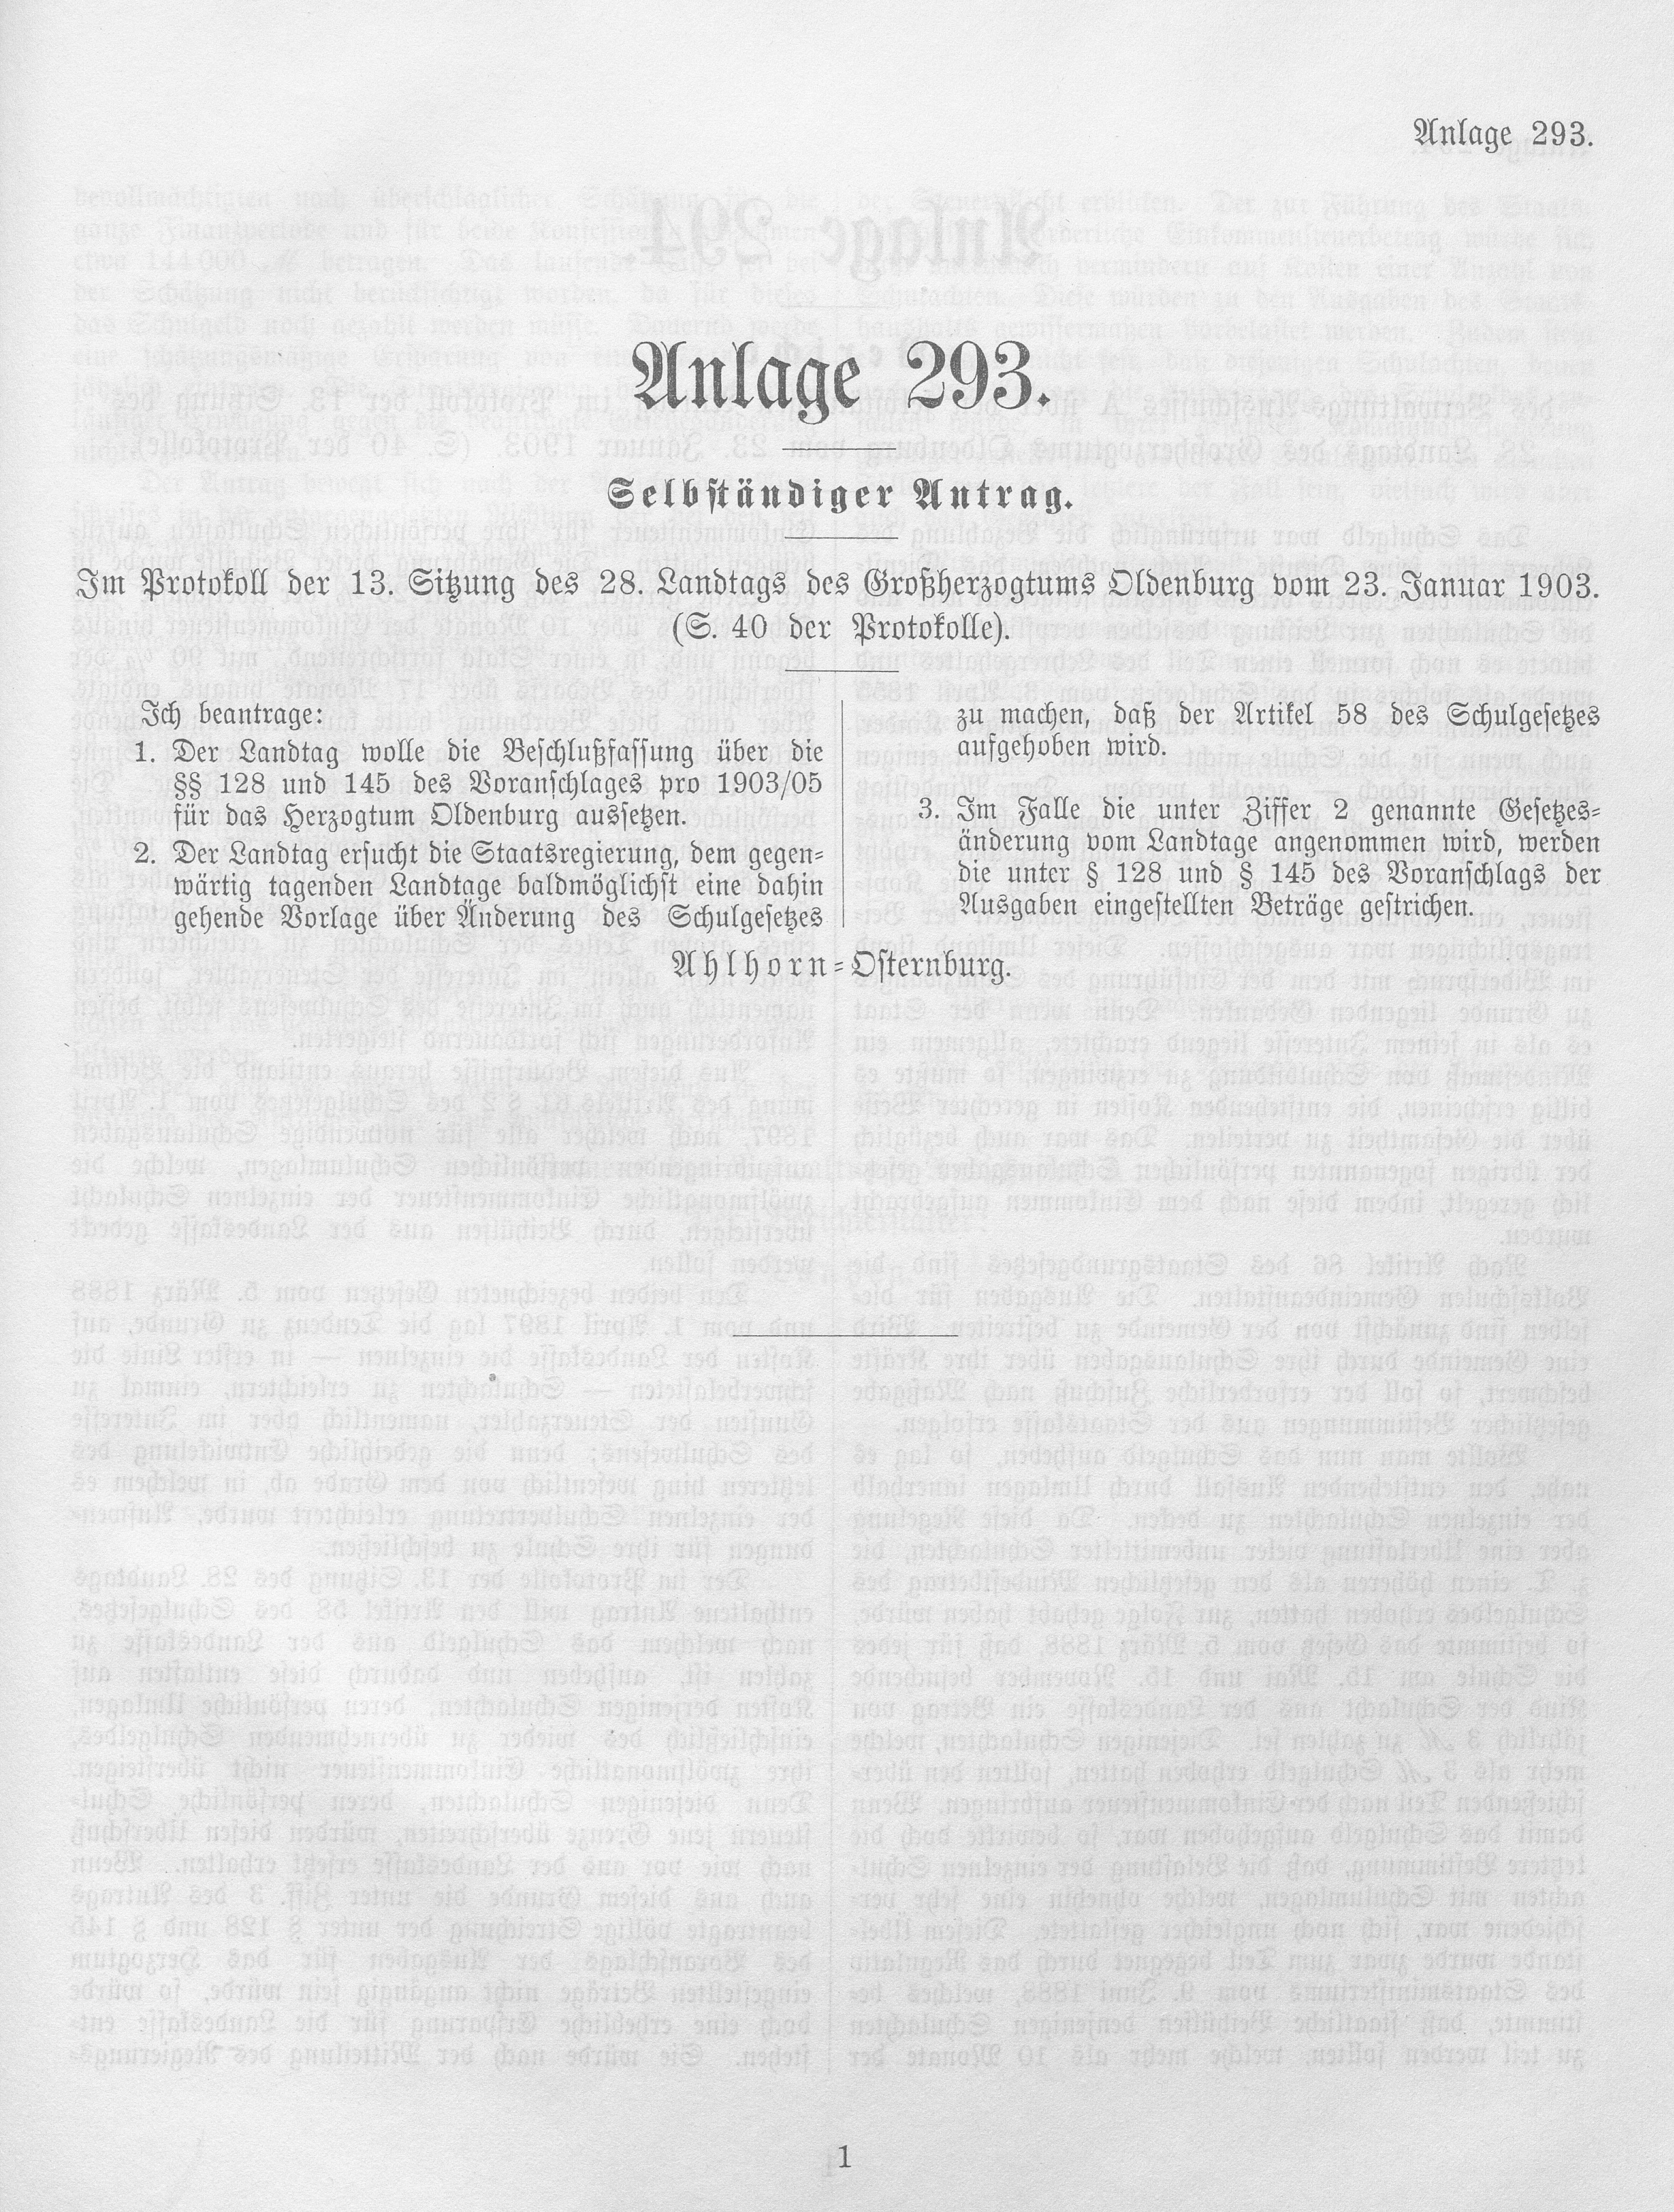 Anlage 293.
Anlage 293.
Selbständiger Antrag.
Im Protokoll der 13. Sitzung des 28. Landtags des Großherzogtums Oldenburg vom 23. Januar 1903.
(S. 40 der Protokolle).
Ich beantrage:
1. Der Landtag wolle die Beschlußfassung über die
§§ 128 und 145 des Voranschlages pro 1903/05
für das Herzogtum Oldenburg aussetzen.
2. Der Landtag ersucht die Staatsregierung, dem gegen-
wärtig tagenden Landtage baldmöglichst eine dahin
gehende Vorlage über Änderung des Schulgesetzes
zu machen, daß der Artikel 58 des Schulgesetzes
aufgehoben wird.
3. Im Falle die unter Ziffer 2 genannte Gesetzes-
änderung vom Landtage angenommen wird, werden
die unter § 128 und § 145 des Voranschlags der
Ausgaben eingestellten Beträge gestrichen.
Ahlhorn-Osternburg.
1